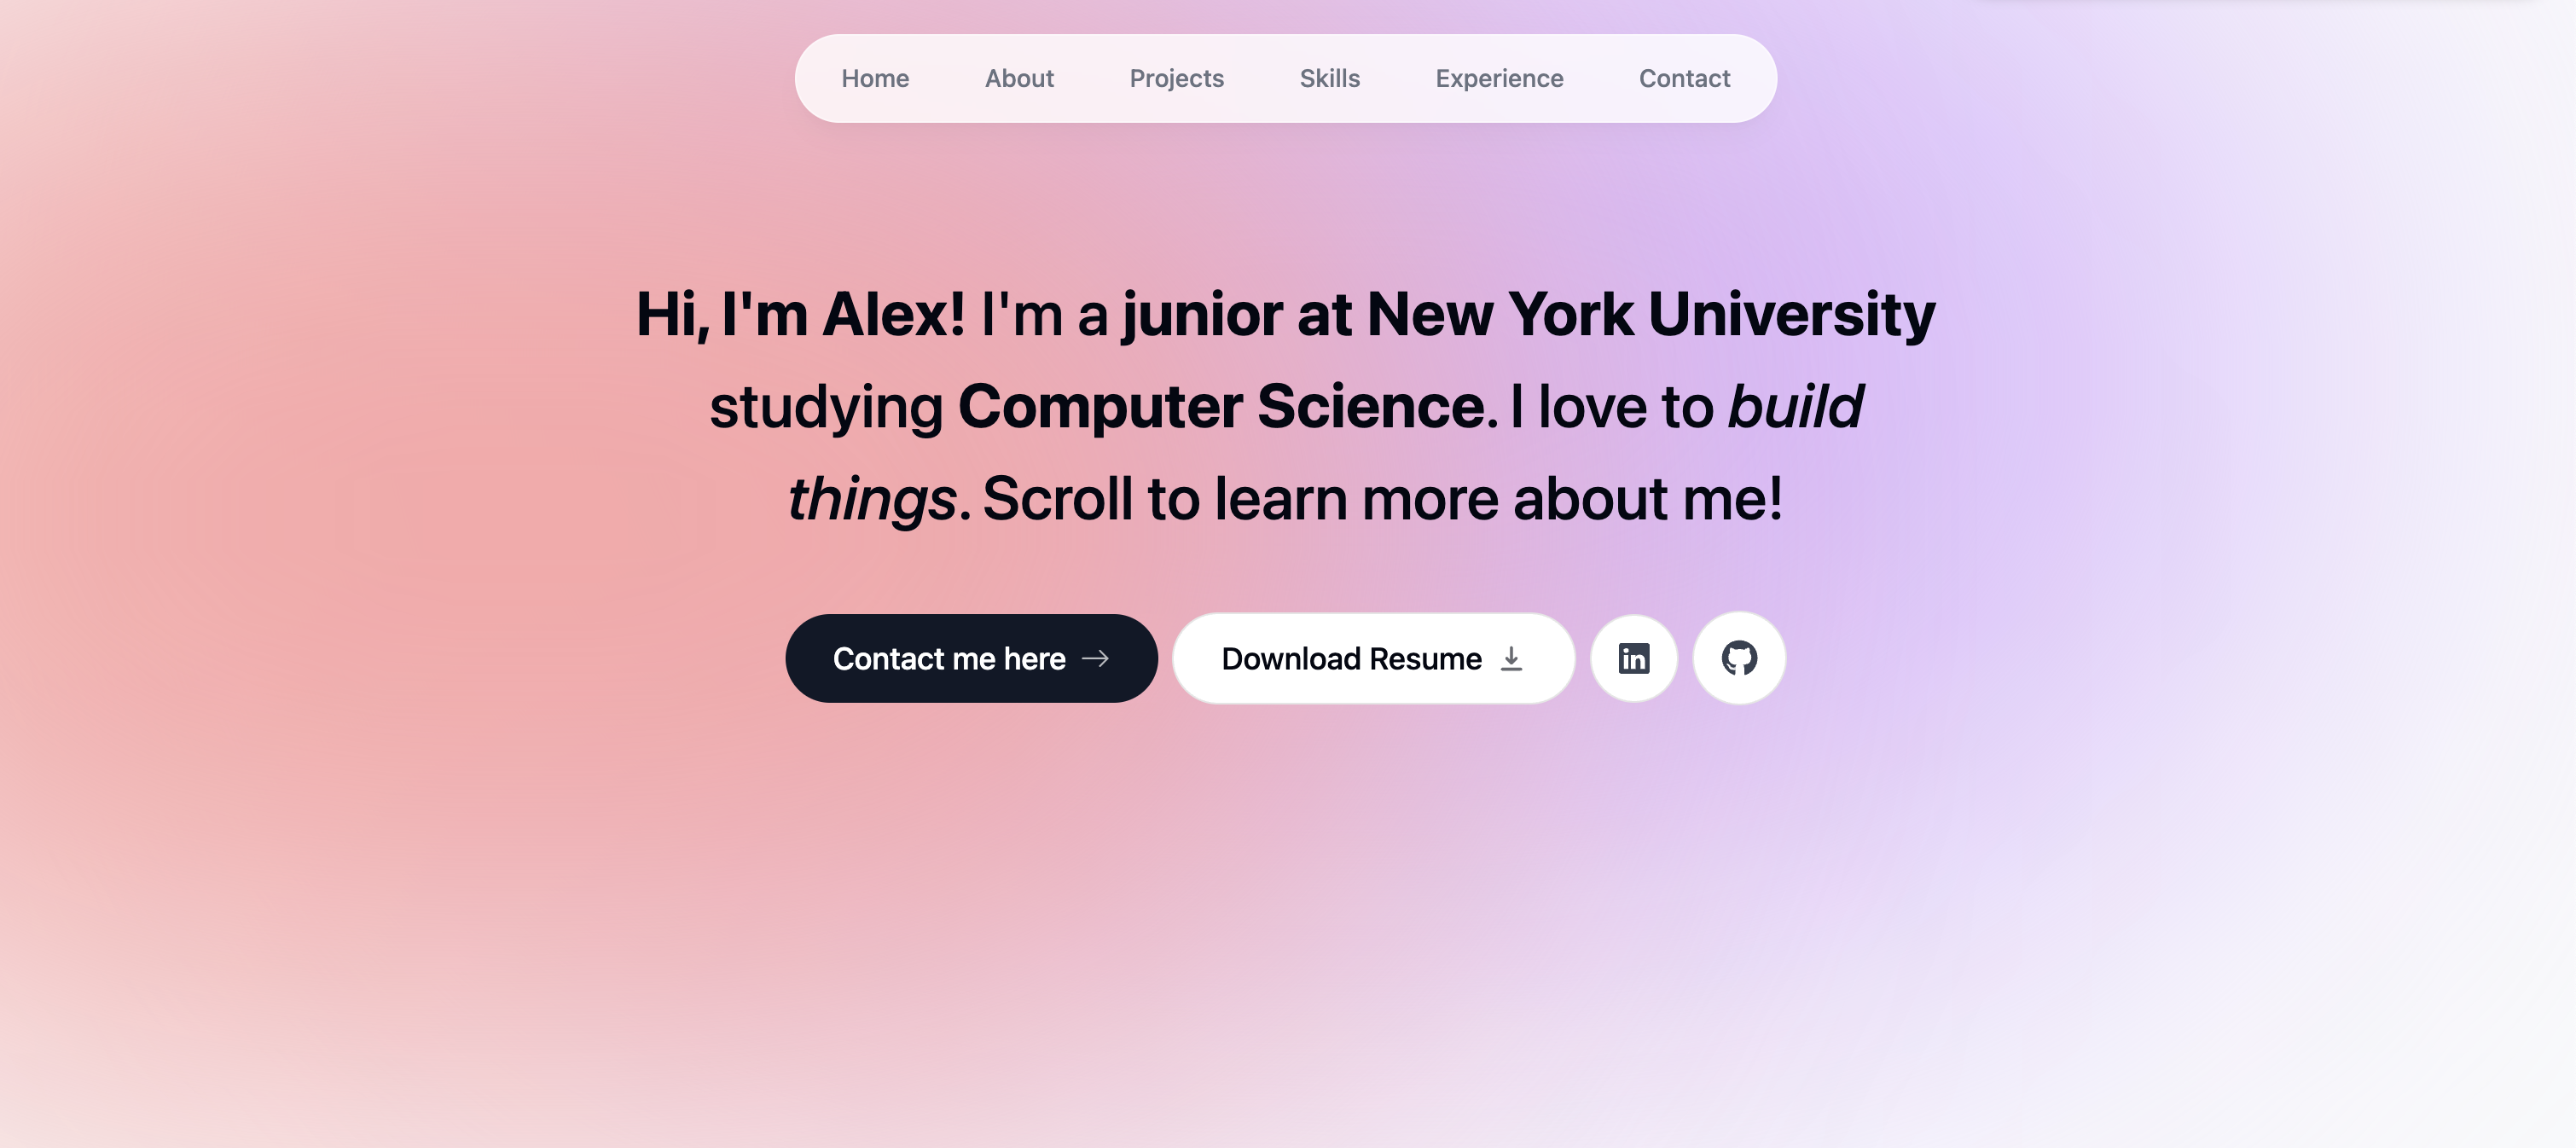 Home About Projects Skills Experience Contact
Hi, I'm Alex! I'm a junior at New York University
studying Computer Science. I love to build
things. Scroll to learn more about me!
Contact me here Download Resume in